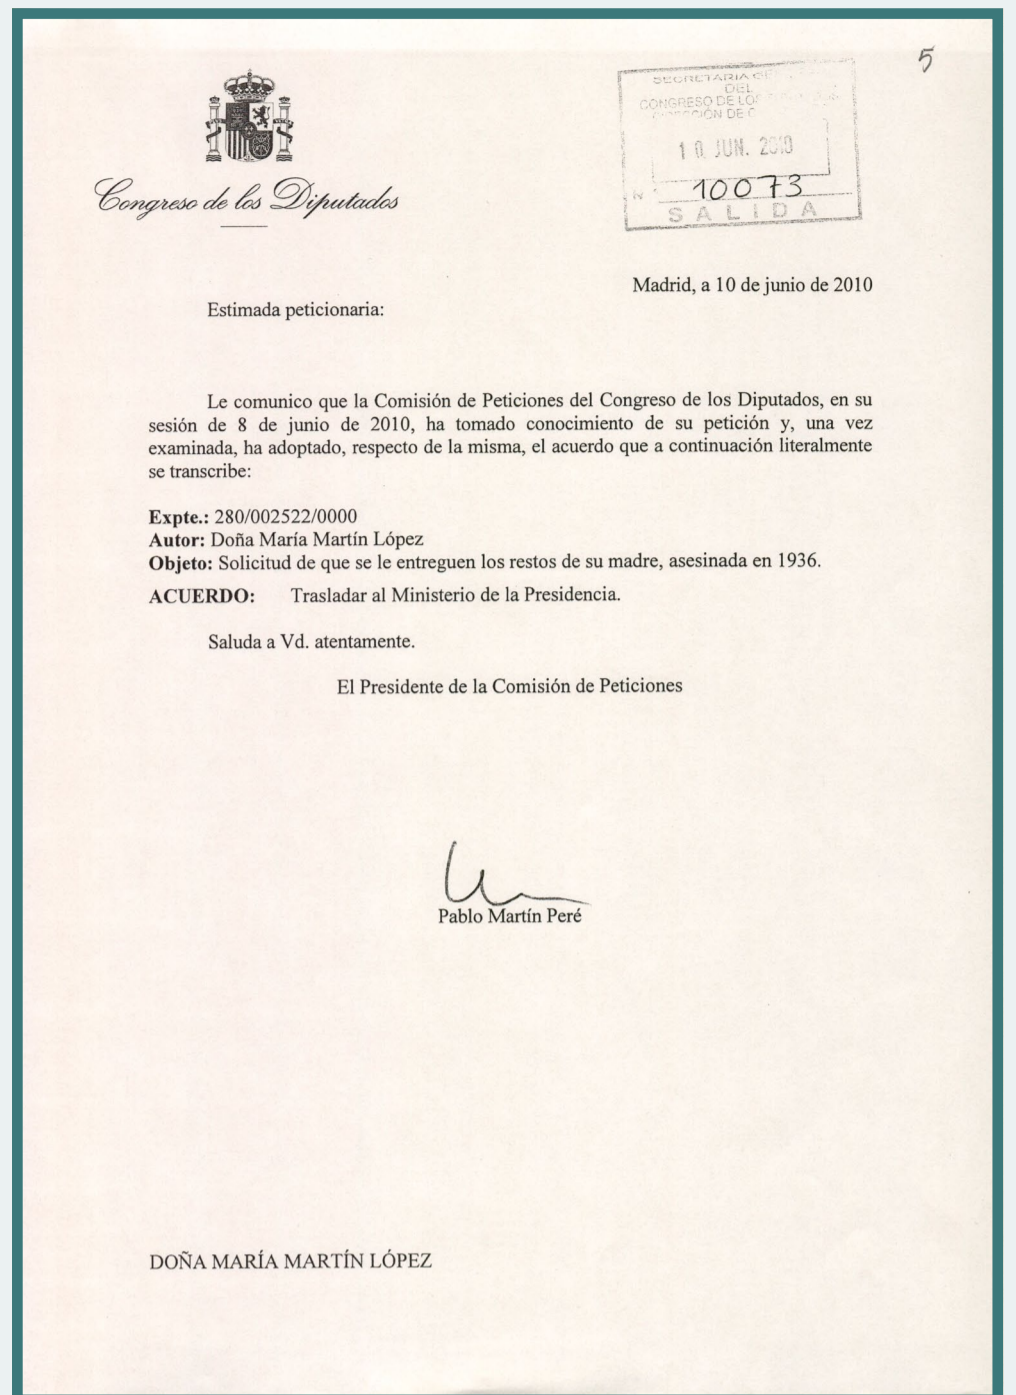 5
SECRETARIA
DEL
CONGRESO DE LOS
DE
10 JUN. 2010
N
10073
SALIDA
Congreso de los Diputados
Madrid, a 10 de junio de 2010
Estimada peticionaria:
Le comunico que la Comisión de Peticiones del Congreso de los Diputados, en su
sesión de 8 de junio de 2010, ha tomado conocimiento de su petición y, una vez
examinada, ha adoptado, respecto de la misma, el acuerdo que a continuación literalmente
se transcribe:
Expte.: 280/002522/0000
Autor: Doña María Martín López
Objeto: Solicitud de que se le entreguen los restos de su madre, asesinada en 1936.
ACUERDO: Trasladar al Ministerio de la Presidencia.
Saluda a Vd. atentamente.
El Presidente de la Comisión de Peticiones
Pablo Martín Peré
DOÑA MARÍA MARTÍN LÓPEZ